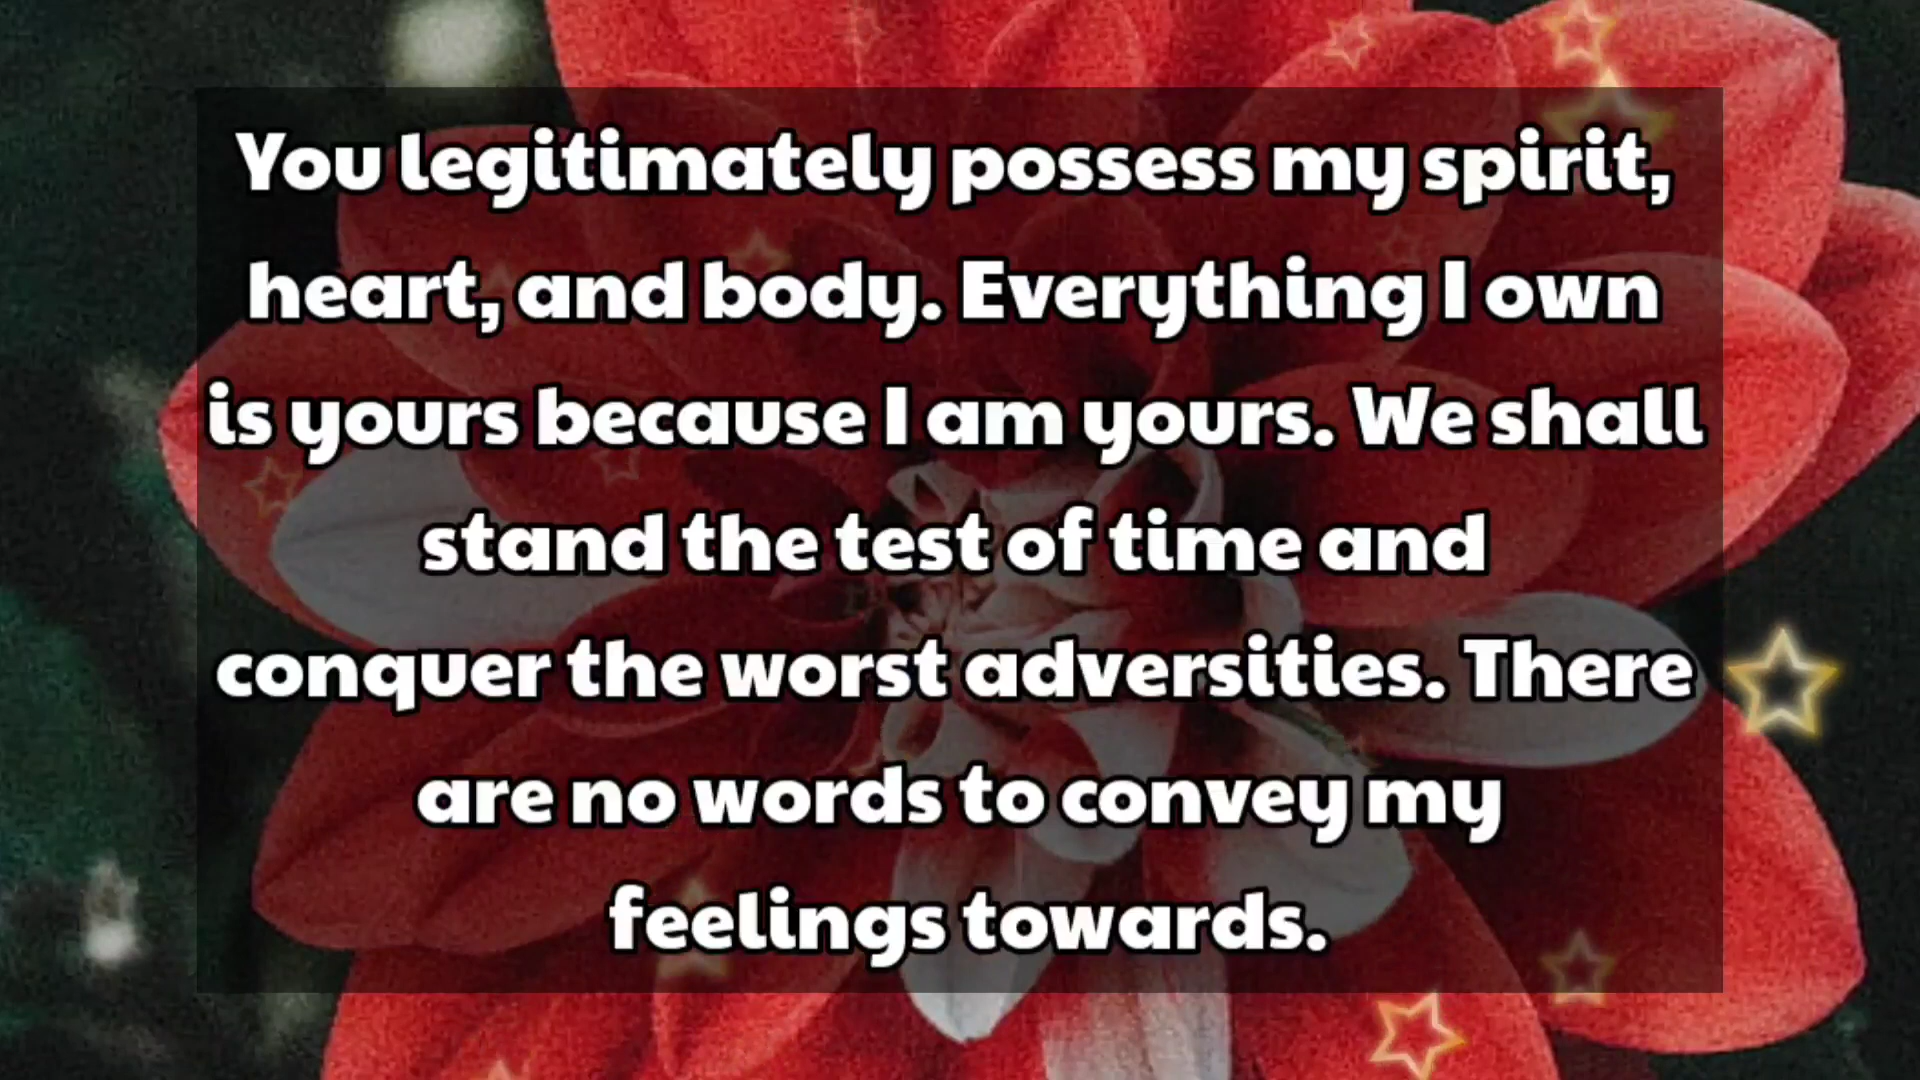 You legitimately possess my spirit,
heart, and body. Everything I own
is yours because I am yours. We shall
stand the test of time and
conquer the worst adversities. There
are no words to convey my
feelings towards.